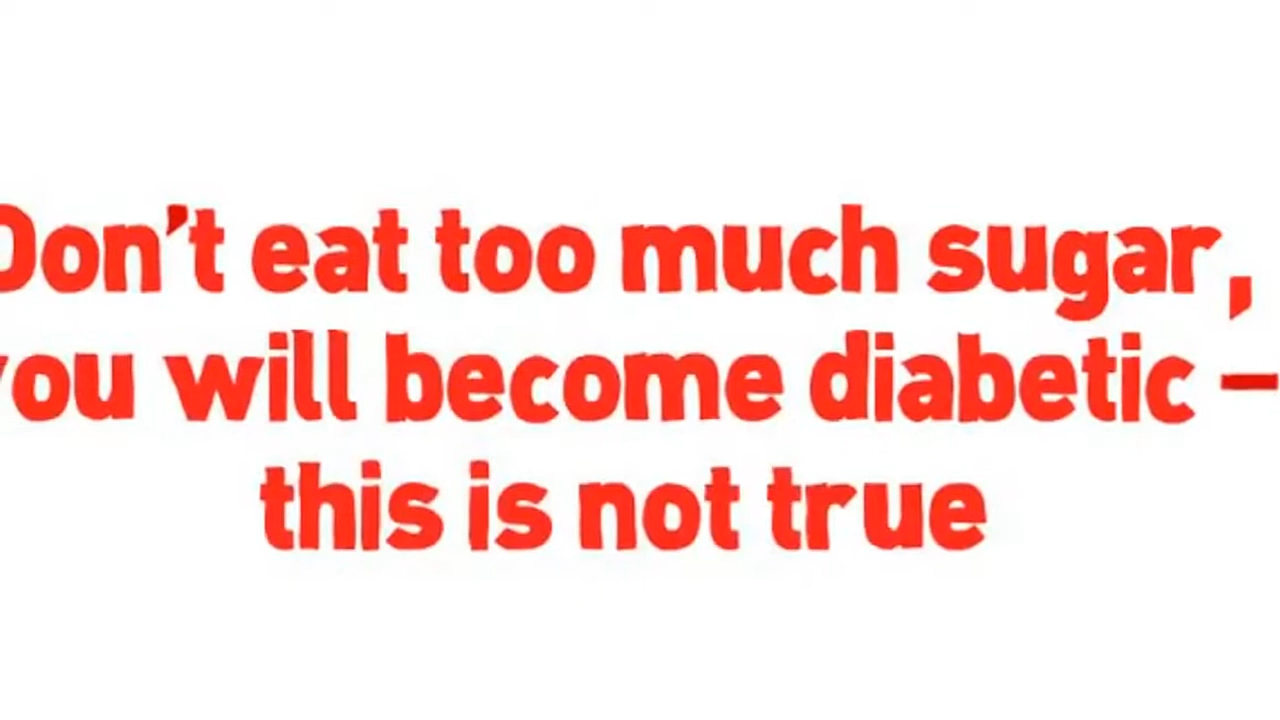 Don't eat too much sugar,
you will become diabetic –
this is not true